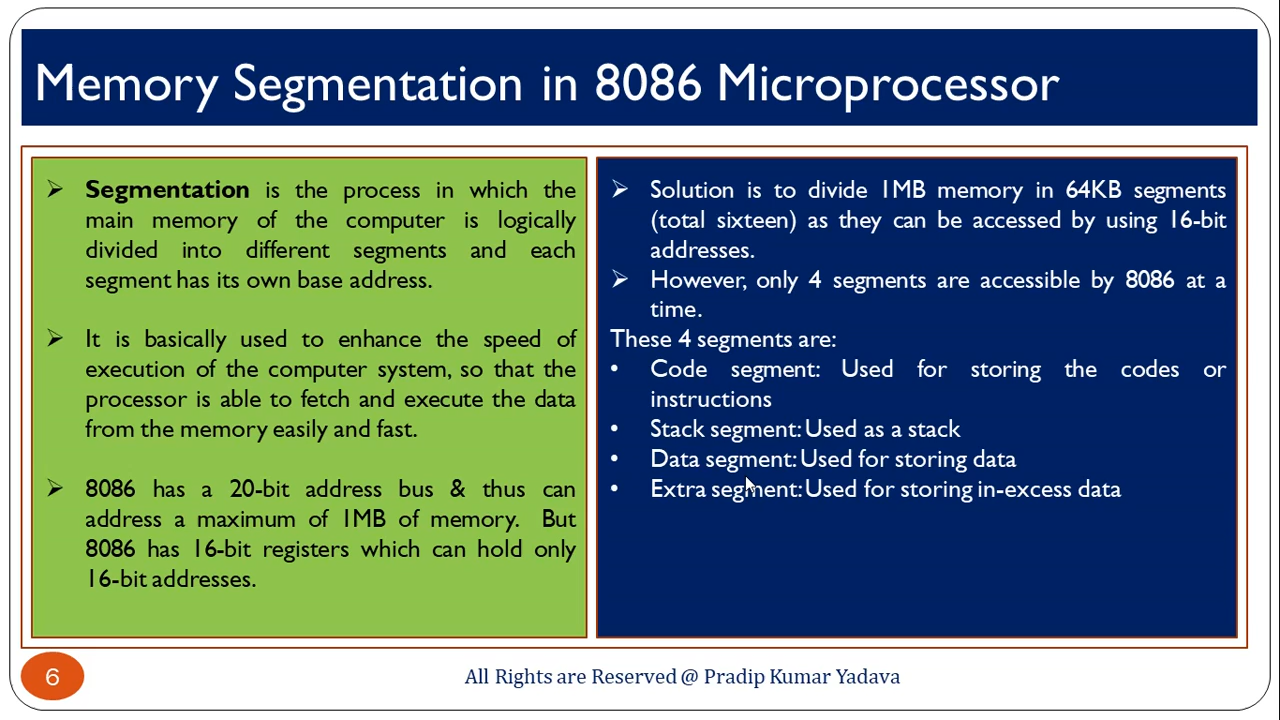 Memory Segmentation in 8086 Microprocessor
➢ Segmentation is the process in which the
main memory of the computer is logically
divided into different segments and each
segment has its own base address.
➢ It is basically used to enhance the speed of
execution of the computer system, so that the
processor is able to fetch and execute the data
from the memory easily and fast.
➢ 8086 has a 20-bit address bus & thus can
address a maximum of 1MB of memory. But
8086 has 16-bit registers which can hold only
16-bit addresses.
➢ Solution is to divide 1MB memory in 64KB segments
(total sixteen) as they can be accessed by using 16-bit
addresses.
➢ However, only 4 segments are accessible by 8086 at a
time.
These 4 segments are:
• Code segment: Used for storing the codes or
instructions
• Stack segment: Used as a stack
• Data segment: Used for storing data
• Extra segment: Used for storing in-excess data
6
All Rights are Reserved @ Pradip Kumar Yadava